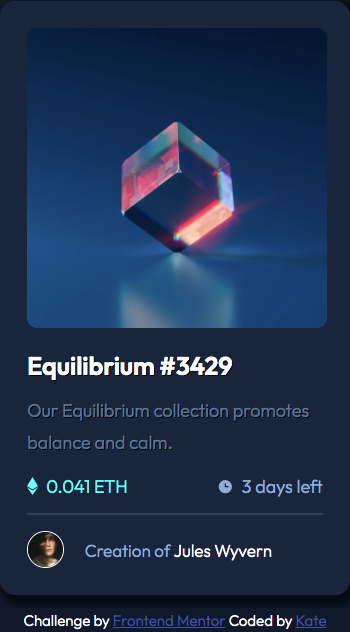 Equilibrium #3429
Our Equilibrium collection promotes
balance and calm.
0.041 ETH 3 days left
Creation of Jules Wyvern
Challenge by Frontend Mentor Coded by Kate